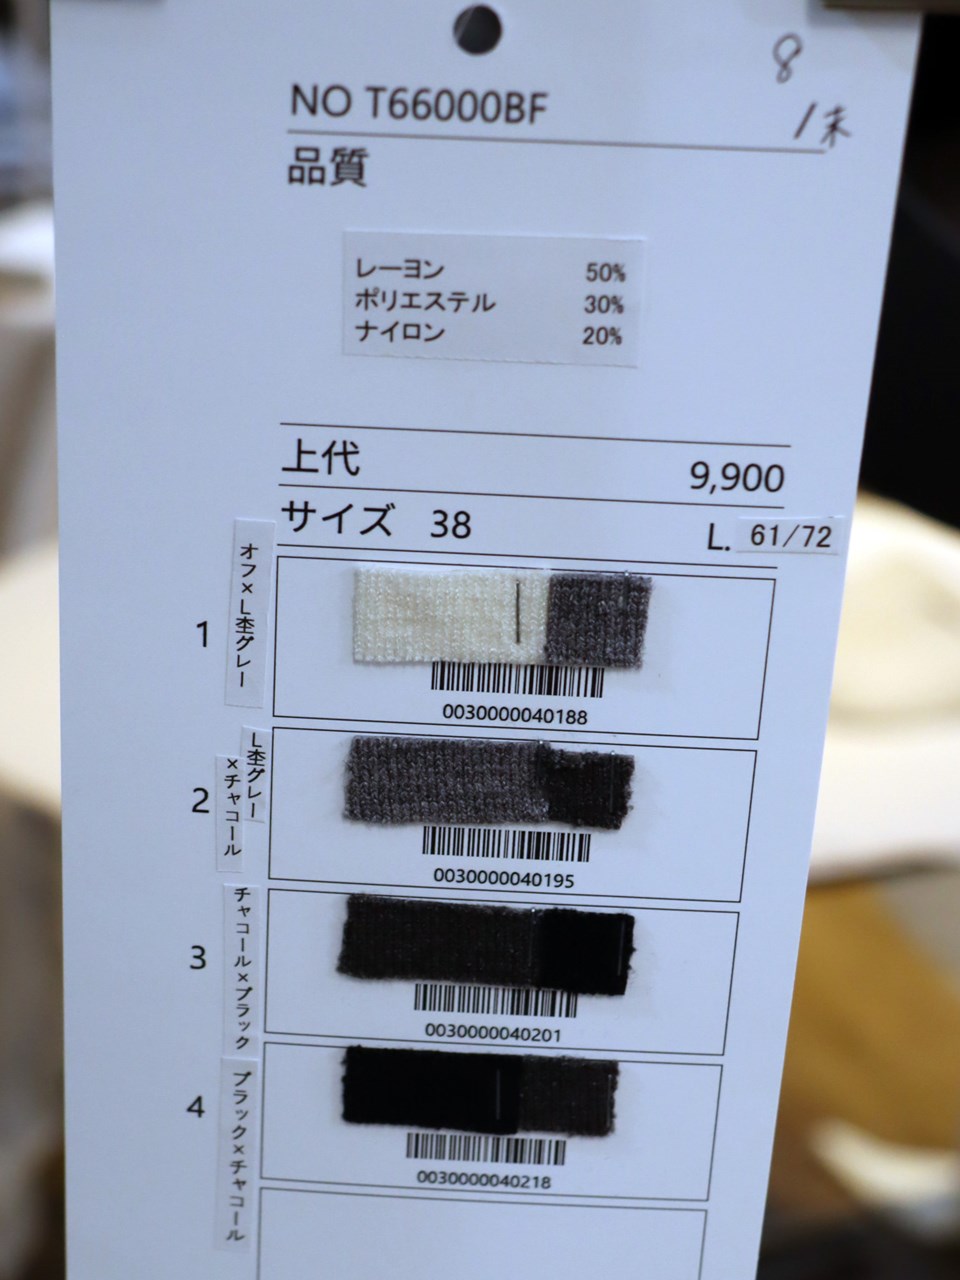 8
1/末
NO T66000BF
品質
レーヨン 50%
ポリエステル 30%
ナイロン 20%
上代 9,900
サイズ 38 L. 61/72
1 オフ×L杢グレー
0030000040188
2 L杢グレー
×チャコール
0030000040195
3 チャコール×ブラック
0030000040201
4 ブラック×チャコール
0030000040218